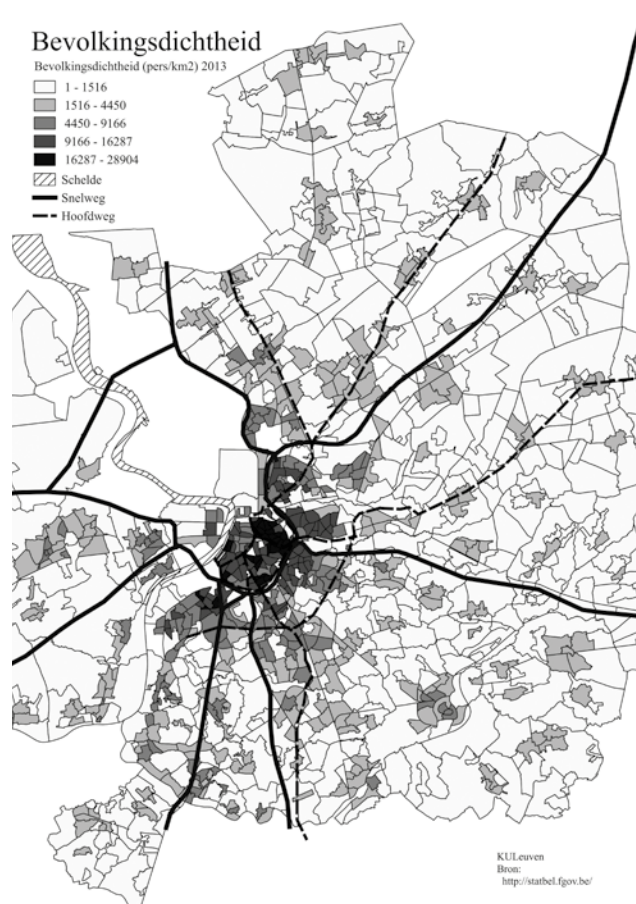 Bevolkingsdichtheid
Bevolkingsdichtheid (pers/km2) 2013
1 - 1516
1516 - 4450
4450 - 9166
9166 - 16287
16287 - 28904
Schelde
Snelweg
Hoofdweg
KULeuven
Bron:
http://statbel.fgov.be/